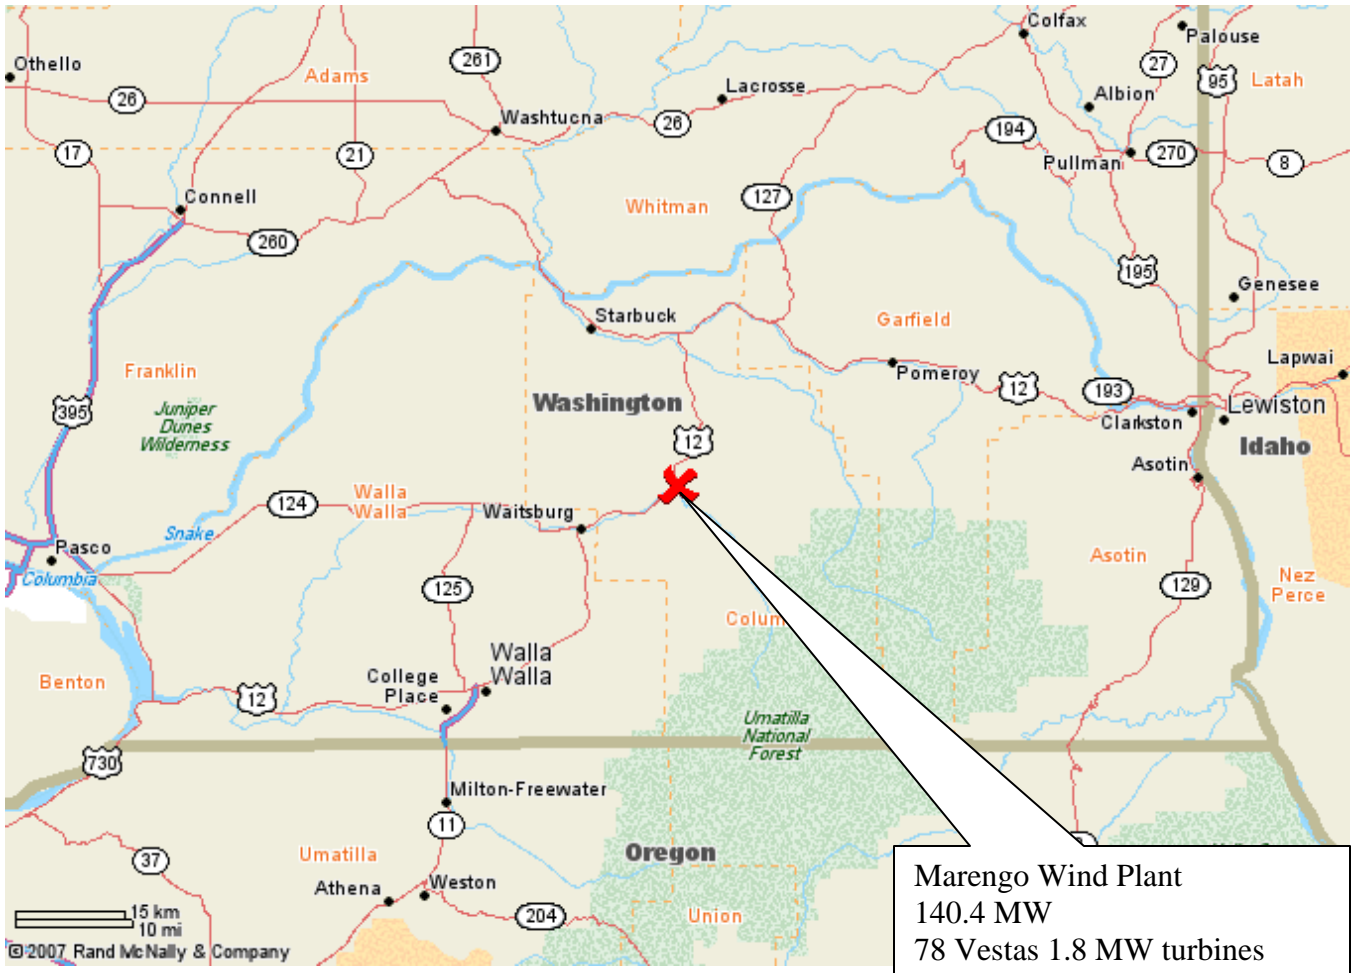 Colfax
Palouse
Othello
261
27
95
Adams
Latah
Lacrosse
Albion
26
Washtucna
26
194
17
21
Pullman
270
8
Connell
127
Whitman
260
195
Genesee
Starbuck
Garfield
Lapwai
Franklin
Pomeroy
12
193
395
Juniper
Dunes
Wilderness
Washington
Clarkston
Lewiston
12
Idaho
Asotin
124
Walla
Walla
Waitsburg
Snake
Pasco
Asotin
Columbia
125
129
Nez
Perce
Walla
Walla
College
Place
Benton
12
Umatilla
National
Forest
730
Milton-Freewater
11
37
Umatilla
Oregon
Athena
Weston
204
Union
15 km
10 mi
©2007 Rand McNally & Company
Marengo Wind Plant
140.4 MW
78 Vestas 1.8 MW turbines